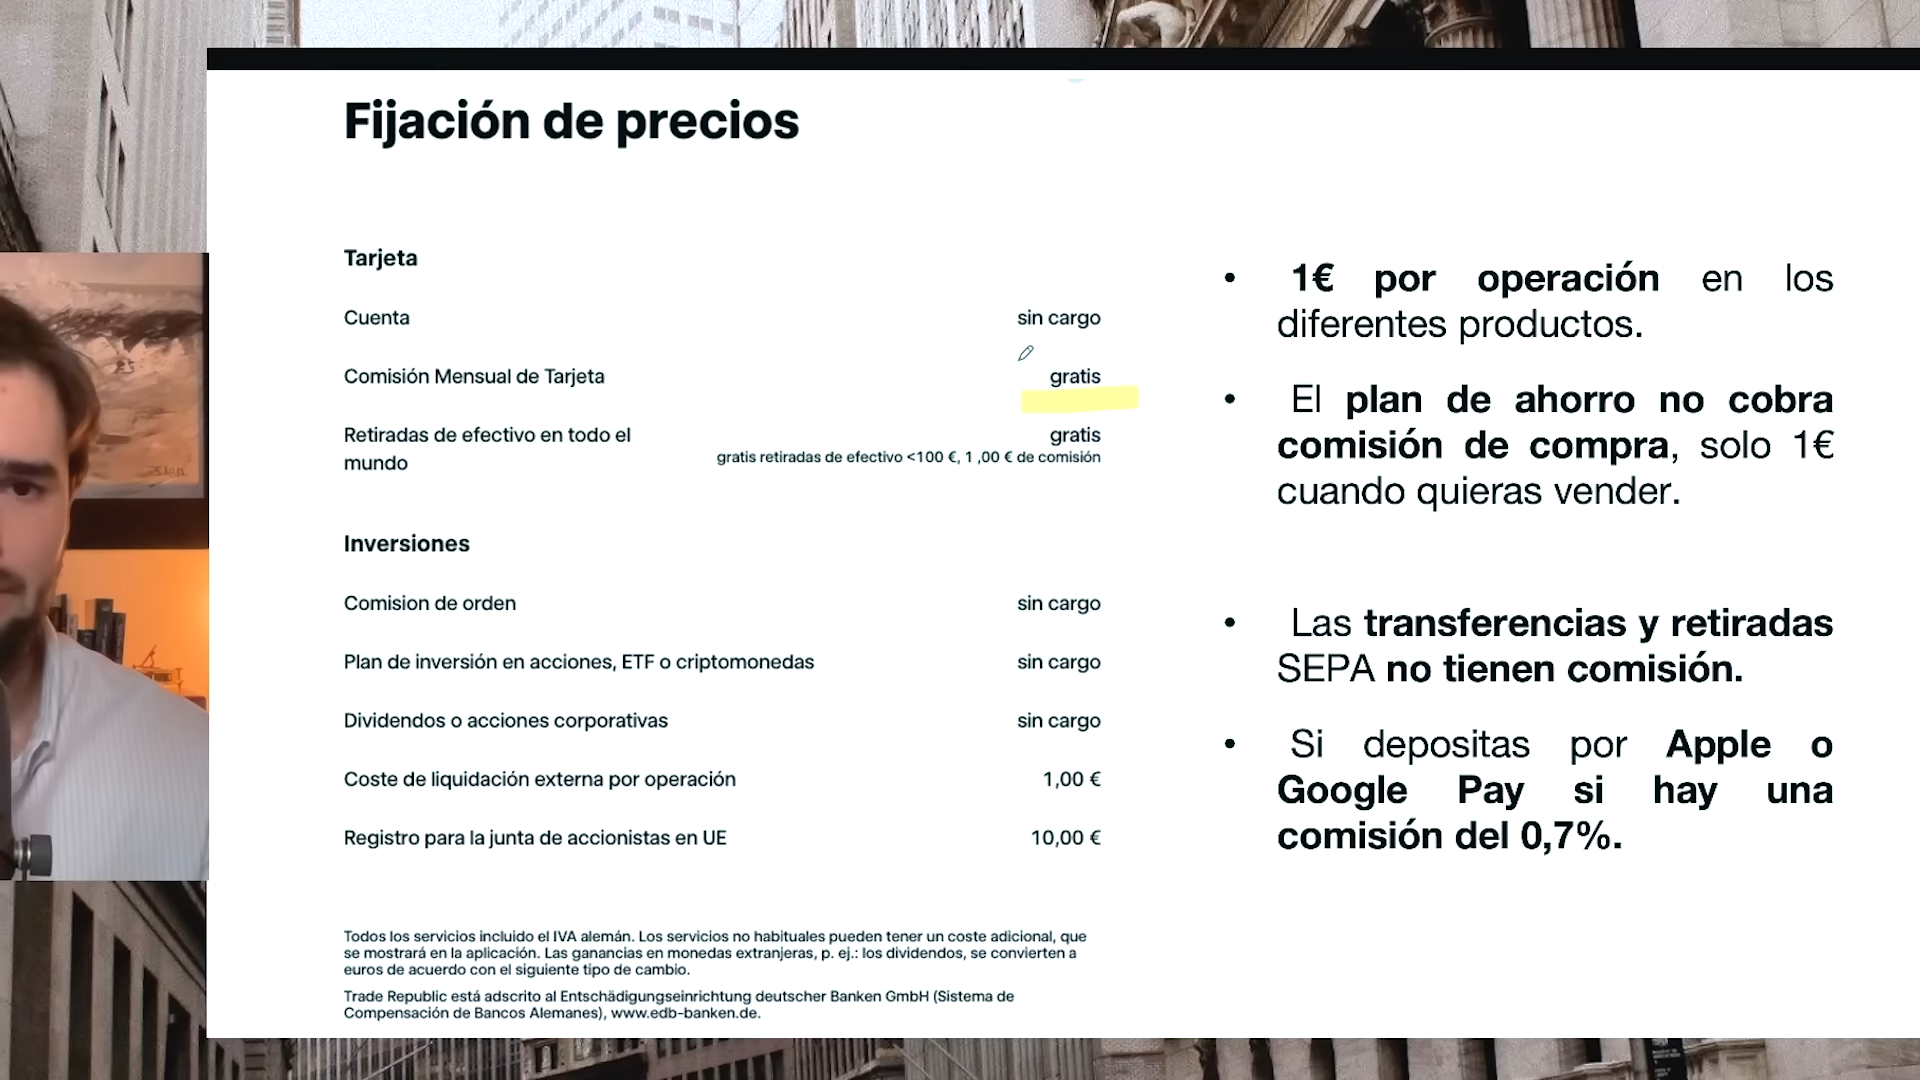 Fijación de precios
Tarjeta
Cuenta sin cargo
Comisión Mensual de Tarjeta gratis
Retiradas de efectivo en todo el mundo gratis
gratis retiradas de efectivo <100 €, 1 ,00 € de comisión
Inversiones
Comision de orden sin cargo
Plan de inversión en acciones, ETF o criptomonedas sin cargo
Dividendos o acciones corporativas sin cargo
Coste de liquidación externa por operación 1,00 €
Registro para la junta de accionistas en UE 10,00 €
Todos los servicios incluido el IVA alemán. Los servicios no habituales pueden tener un coste adicional, que
se mostrará en la aplicación. Las ganancias en monedas extranjeras, p. ej.: los dividendos, se convierten a
euros de acuerdo con el siguiente tipo de cambio.
Trade Republic está adscrito al Entschädigungseinrichtung deutscher Banken GmbH (Sistema de
Compensación de Bancos Alemanes), www.edb-banken.de.
• 1€ por operación en los
diferentes productos.
• El plan de ahorro no cobra
comisión de compra, solo 1€
cuando quieras vender.
• Las transferencias y retiradas
SEPA no tienen comisión.
• Si depositas por Apple o
Google Pay si hay una
comisión del 0,7%.